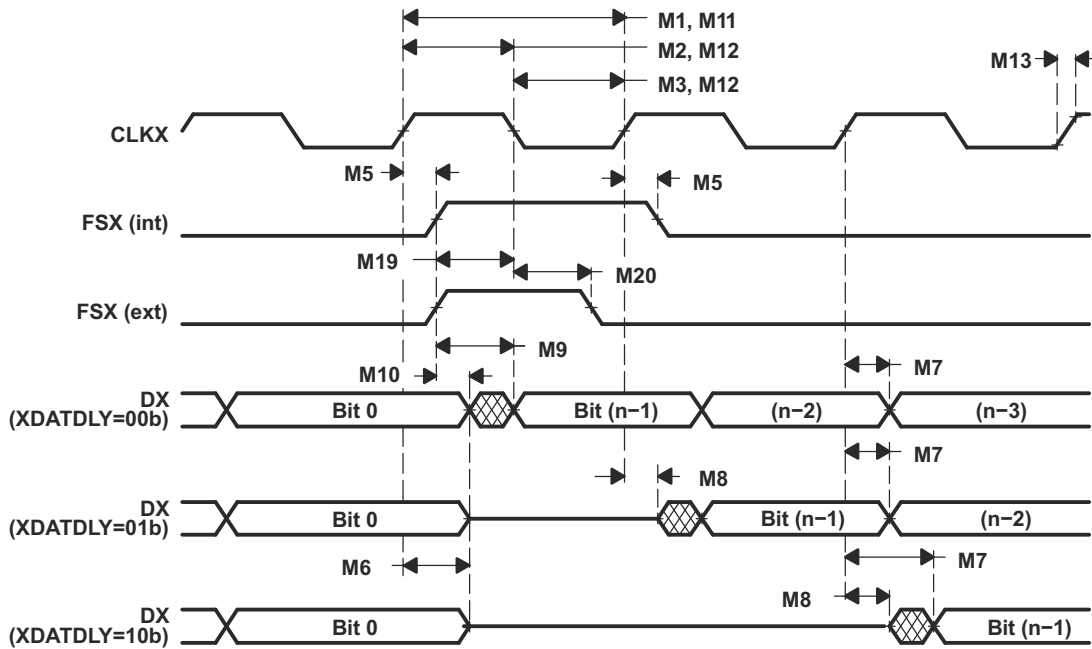 M1, M11
M2, M12
M13
M3, M12
CLKX
M5
M5
FSX (int)
M19
M20
FSX (ext)
M9
M10
M7
DX
(XDATDLY=00b)
Bit 0
Bit (n−1)
(n−2)
(n−3)
M7
M8
DX
(XDATDLY=01b)
Bit 0
Bit (n−1)
(n−2)
M6
M7
M8
DX
(XDATDLY=10b)
Bit 0
Bit (n−1)